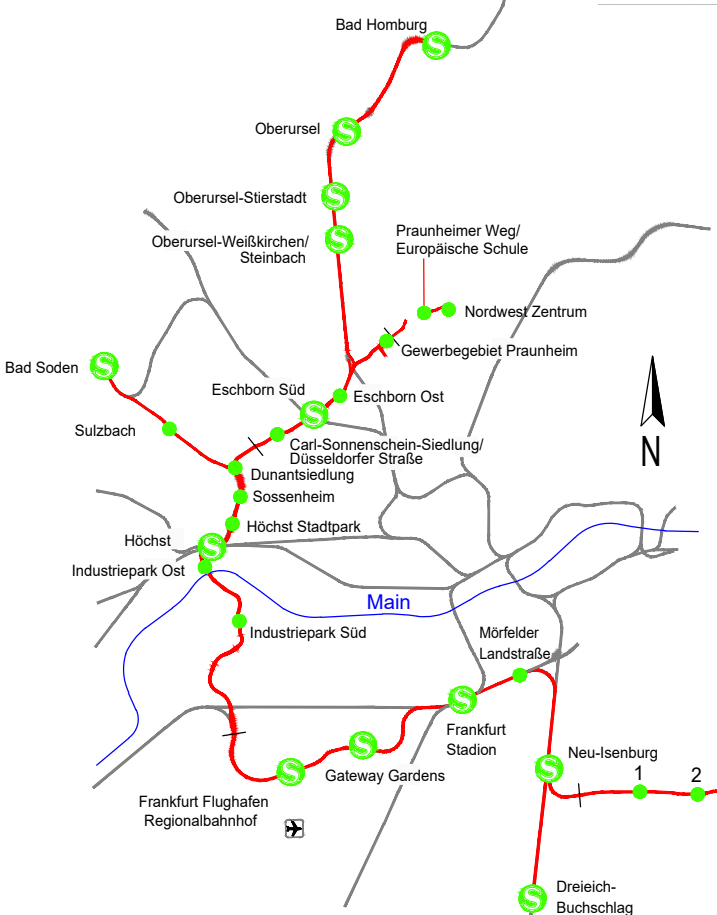 Bad Homburg
Oberursel
Oberursel-Stierstadt
Oberursel-Weißkirchen/
Steinbach
Praunheimer Weg/
Europäische Schule
Nordwest Zentrum
Gewerbegebiet Praunheim
Bad Soden
Eschborn Süd
Eschborn Ost
Sulzbach
Carl-Sonnenschein-Siedlung/
Düsseldorfer Straße
N
Dunantsiedlung
Sossenheim
Höchst Stadtpark
Höchst
Industriepark Ost
Main
Industriepark Süd
Mörfelder
Landstraße
Frankfurt
Stadion
Neu-Isenburg
1
2
Gateway Gardens
Frankfurt Flughafen
Regionalbahnhof
Dreieich-
Buchschlag
S
S
S
S
S
S
S
S
S
S
S
S